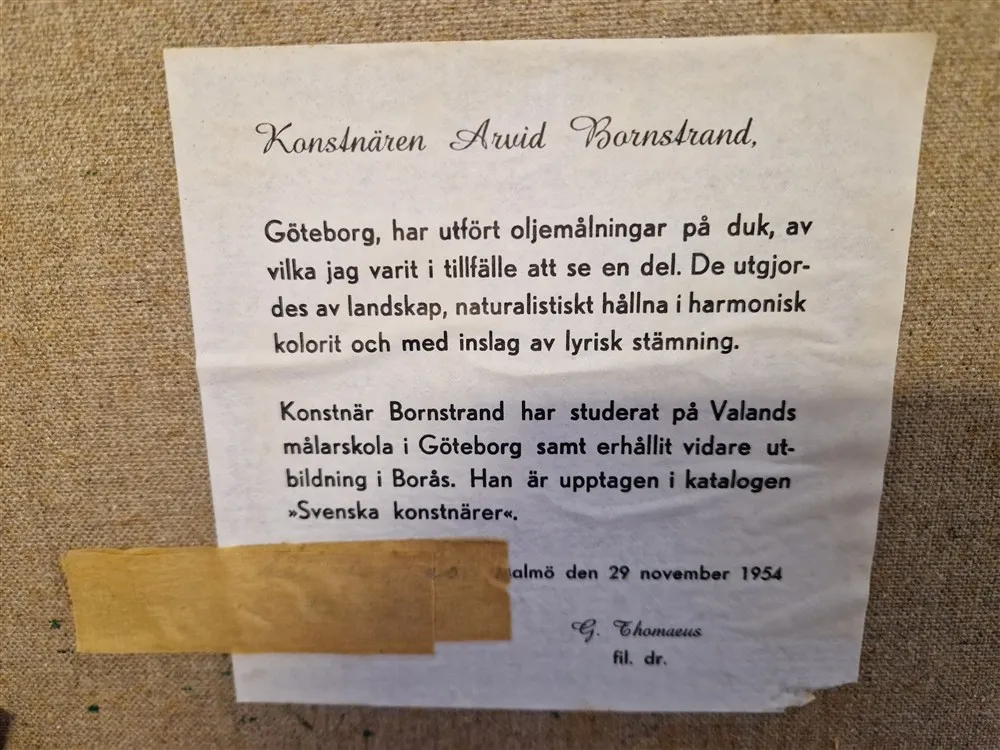 Konstnären Arvid Bornstrand,
Göteborg, har utfört oljemålningar på duk, av
vilka jag varit i tillfälle att se en del. De utgjor-
des av landskap, naturalistiskt hållna i harmonisk
kolorit och med inslag av lyrisk stämning.
Konstnär Bornstrand har studerat på Valands
målarskola i Göteborg samt erhållit vidare ut-
bildning i Borås. Han är upptagen i katalogen
»Svenska konstnärer«.
almö den 29 november 1954
G. Thomaeus
fil. dr.